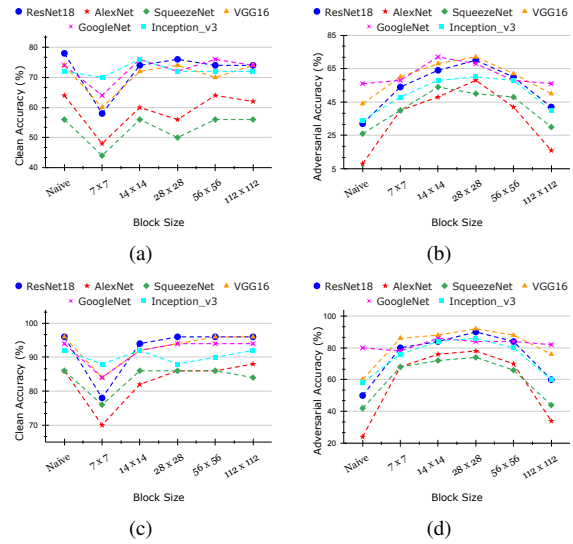 ResNet18 AlexNet SqueezeNet VGG16
GoogleNet Inception_v3
Clean Accuracy (%)
80
70
60
50
40
Naive 7 x 7 14 x 14 28 x 28 56 x 56 112 x 112
Block Size
(a)
ResNet18 AlexNet SqueezeNet VGG16
GoogleNet Inception_v3
Adversarial Accuracy (%)
85
65
45
25
5
Naive 7 x 7 14 x 14 28 x 28 56 x 56 112 x 112
Block Size
(b)
ResNet18 AlexNet SqueezeNet VGG16
GoogleNet Inception_v3
Clean Accuracy (%)
100
90
80
70
Naive 7 x 7 14 x 14 28 x 28 56 x 56 112 x 112
Block Size
(c)
ResNet18 AlexNet SqueezeNet VGG16
GoogleNet Inception_v3
Adversarial Accuracy (%)
100
80
60
40
20
Naive 7 x 7 14 x 14 28 x 28 56 x 56 112 x 112
Block Size
(d)